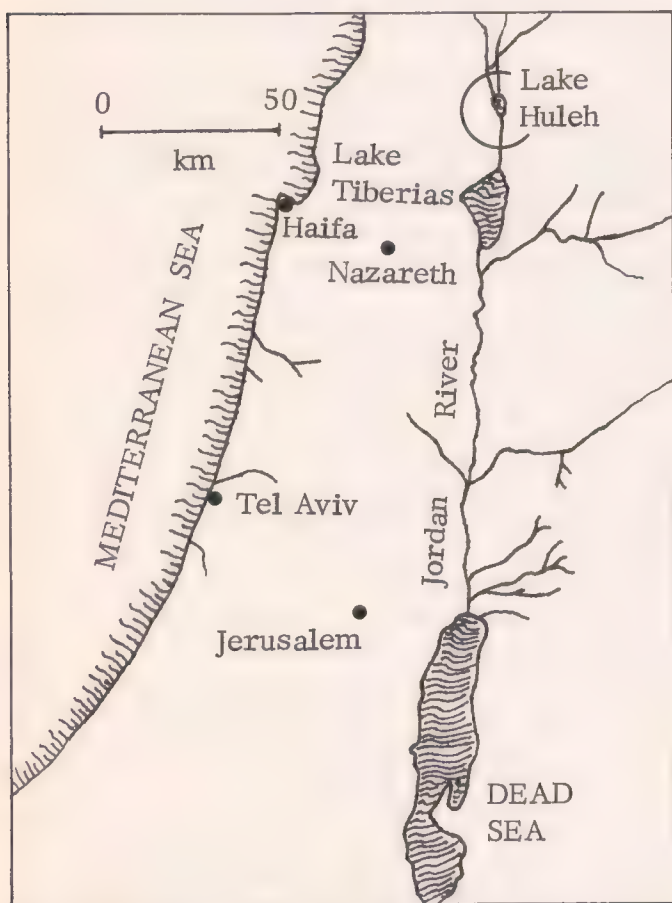 Lake
Huleh
0 50
km
Lake
Tiberias
Haifa
Nazareth
MEDITERRANEAN SEA
River
Tel Aviv
Jordan
Jerusalem
DEAD
SEA